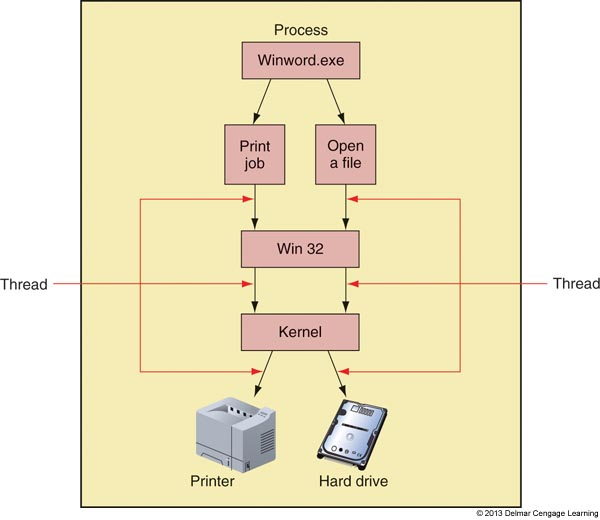 Process
Winword.exe
Print
job
Open
a file
Win 32
Thread
Thread
Kernel
Printer
Hard drive
© 2013 Delmar Cengage Learning